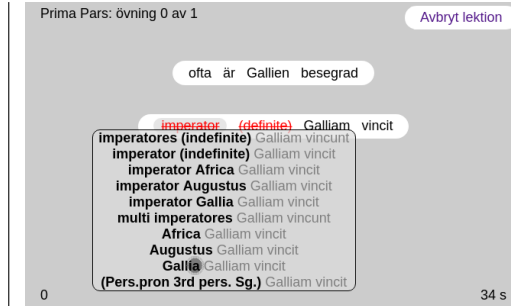 Prima Pars: övning 0 av 1
Avbryt lektion
ofta är Gallien besegrad
imperator (definite) Galliam vincit
imperatores (indefinite) Galliam vincunt
imperator (indefinite) Galliam vincit
imperator Africa Galliam vincit
imperator Augustus Galliam vincit
imperator Gallia Galliam vincit
multi imperatores Galliam vincunt
Africa Galliam vincit
Augustus Galliam vincit
Gallia Galliam vincit
(Pers.pron 3rd pers. Sg.) Galliam vincit
0
34 s